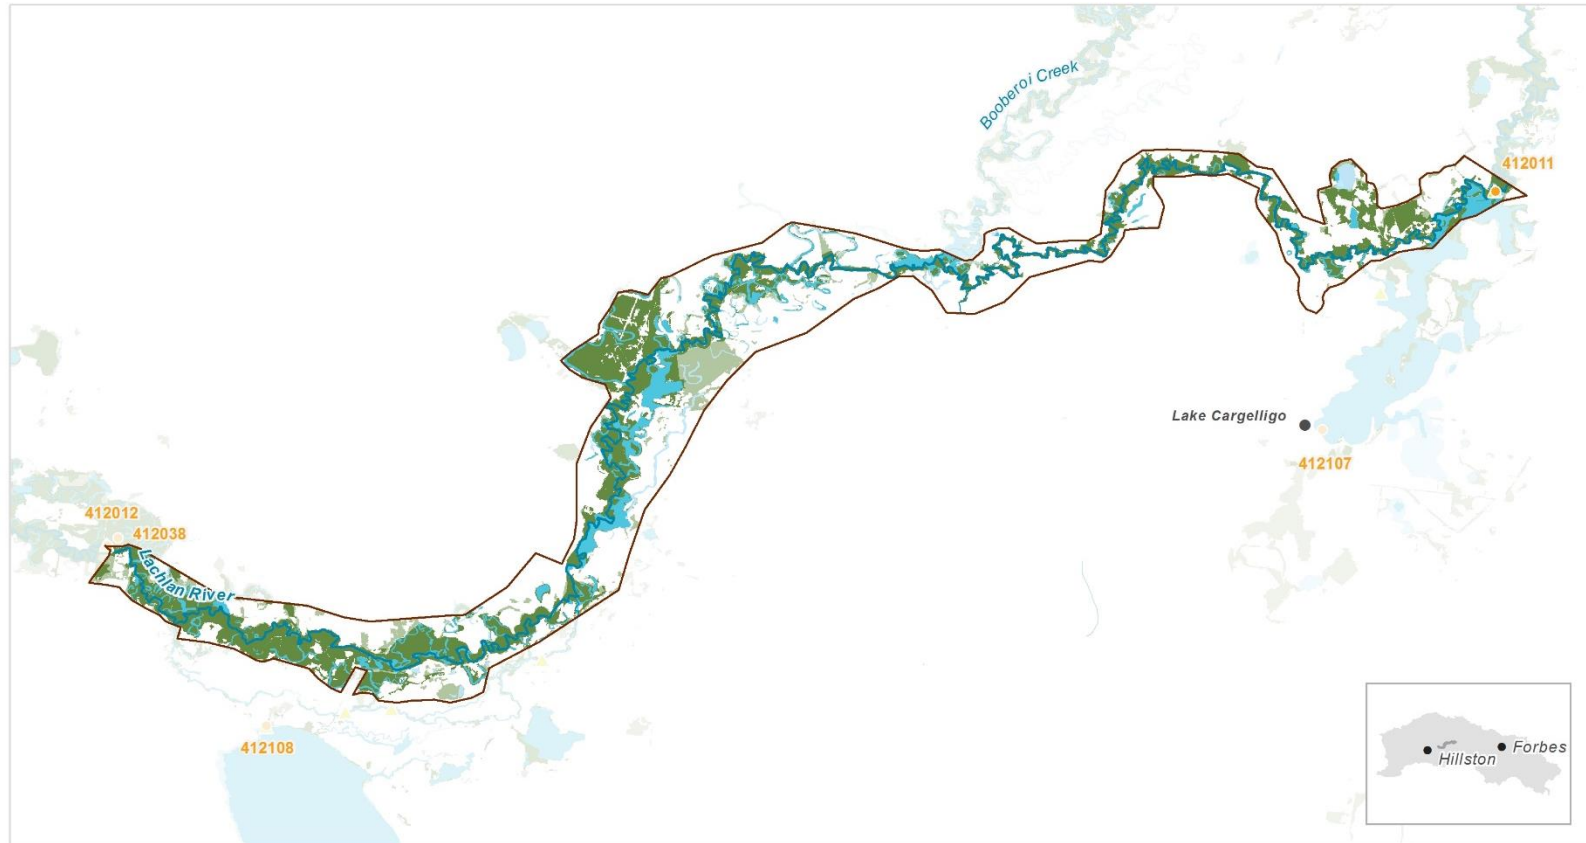 Booberoi Creek
412011
Lake Cargelligo
412107
412012
412038
Lachlan River
412108
Forbes
Hillston